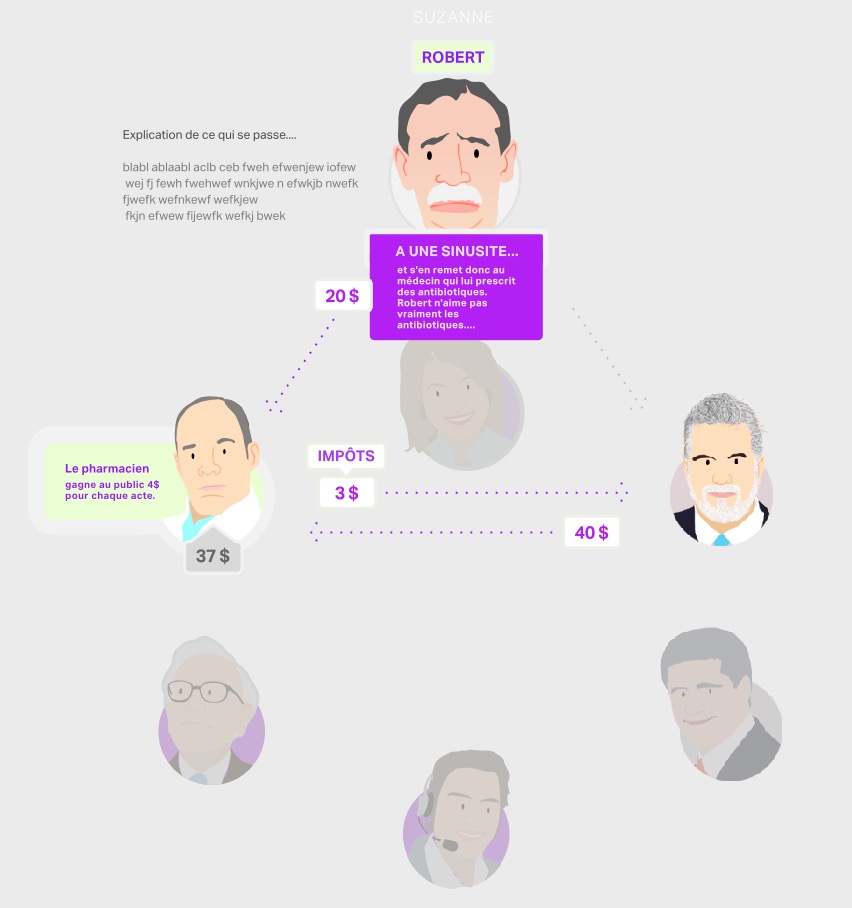 SUZANNE
ROBERT
Explication de ce qui se passe....
blabl ablaabl aclb ceb fweh efwenjew iofew
wej fj fewh fwehwef wnkjwe n efwkjb nwefk
fjwefk wefnkewf wefkjew
fkjn efwew fijewfk wefkj bwek
A UNE SINUSITE...
et s'en remet donc au
médecin qui lui prescrit
des antibiotiques.
Robert n'aime pas
vraiment les
antibiotiques....
20 $
Le pharmacien
gagne au public 4$
pour chaque acte.
37 $
IMPÔTS
3 $
40 $